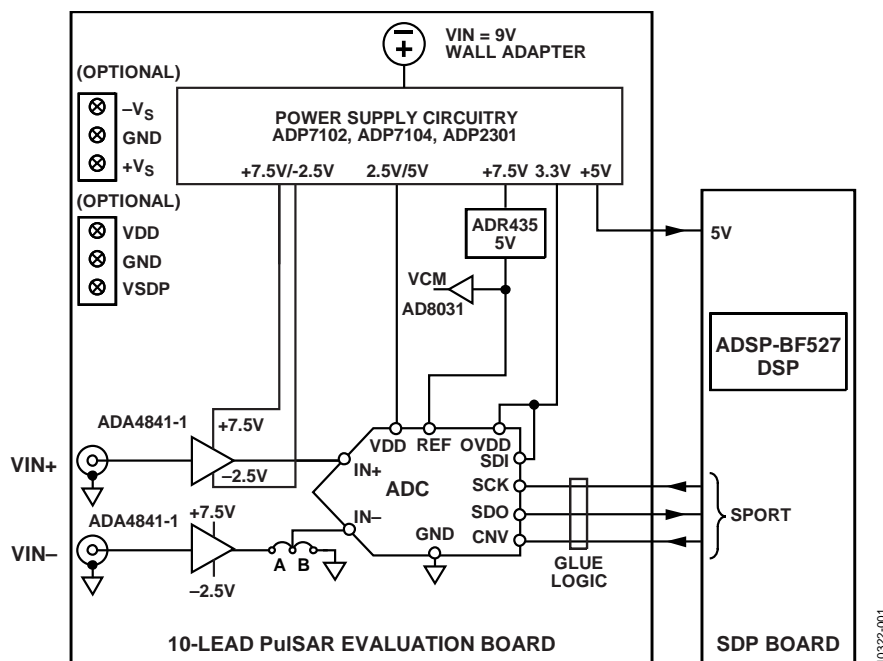 VIN = 9V
WALL ADAPTER
(OPTIONAL)
–VS
GND
+VS
POWER SUPPLY CIRCUITRY
ADP7102, ADP7104, ADP2301
+7.5V/-2.5V 2.5V/5V +7.5V 3.3V +5V
(OPTIONAL)
VDD
GND
VSDP
ADR435
5V
5V
VCM
AD8031
ADSP-BF527
DSP
ADA4841-1
+7.5V
VIN+
–2.5V
VDD REF OVDD
SDI
IN+
ADC
SCK
SDO
CNV
IN–
GND
ADA4841-1
+7.5V
VIN–
–2.5V
A B
GLUE
LOGIC
SPORT
10-LEAD PulSAR EVALUATION BOARD
SDP BOARD